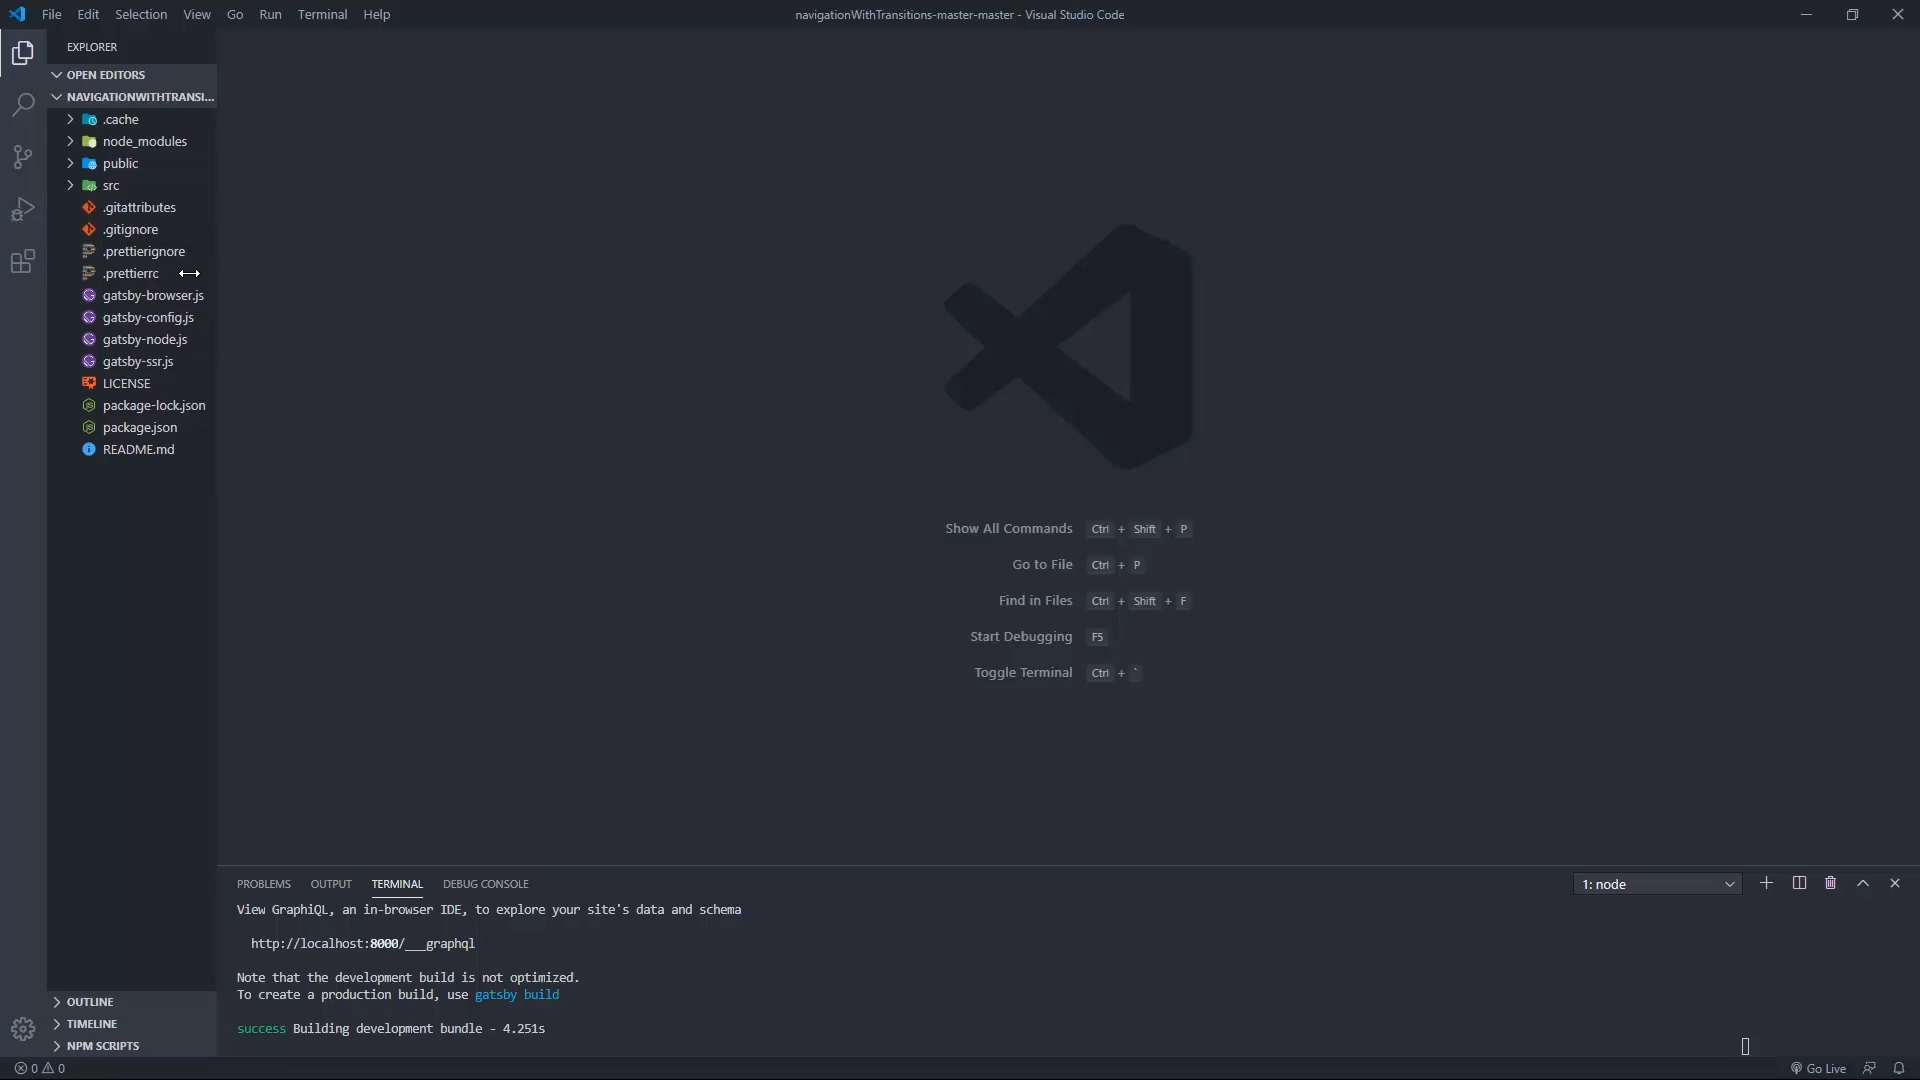 File Edit Selection View Go Run Terminal Help
navigationWithTransitions-master-master - Visual Studio Code
EXPLORER
OPEN EDITORS
NAVIGATIONWITHTRANSI...
.cache
node_modules
public
src
.gitattributes
.gitignore
.prettierignore
.prettierrc
gatsby-browser.js
gatsby-config.js
gatsby-node.js
gatsby-ssr.js
LICENSE
package-lock.json
package.json
README.md
Show All Commands Ctrl + Shift + P
Go to File Ctrl + P
Find in Files Ctrl + Shift + F
Start Debugging F5
Toggle Terminal Ctrl + `
PROBLEMS OUTPUT TERMINAL DEBUG CONSOLE
1: node
View GraphiQL, an in-browser IDE, to explore your site's data and schema
http://localhost:8000/___graphql
Note that the development build is not optimized.
To create a production build, use gatsby build
success Building development bundle - 4.251s
OUTLINE
TIMELINE
NPM SCRIPTS
0 0
Go Live